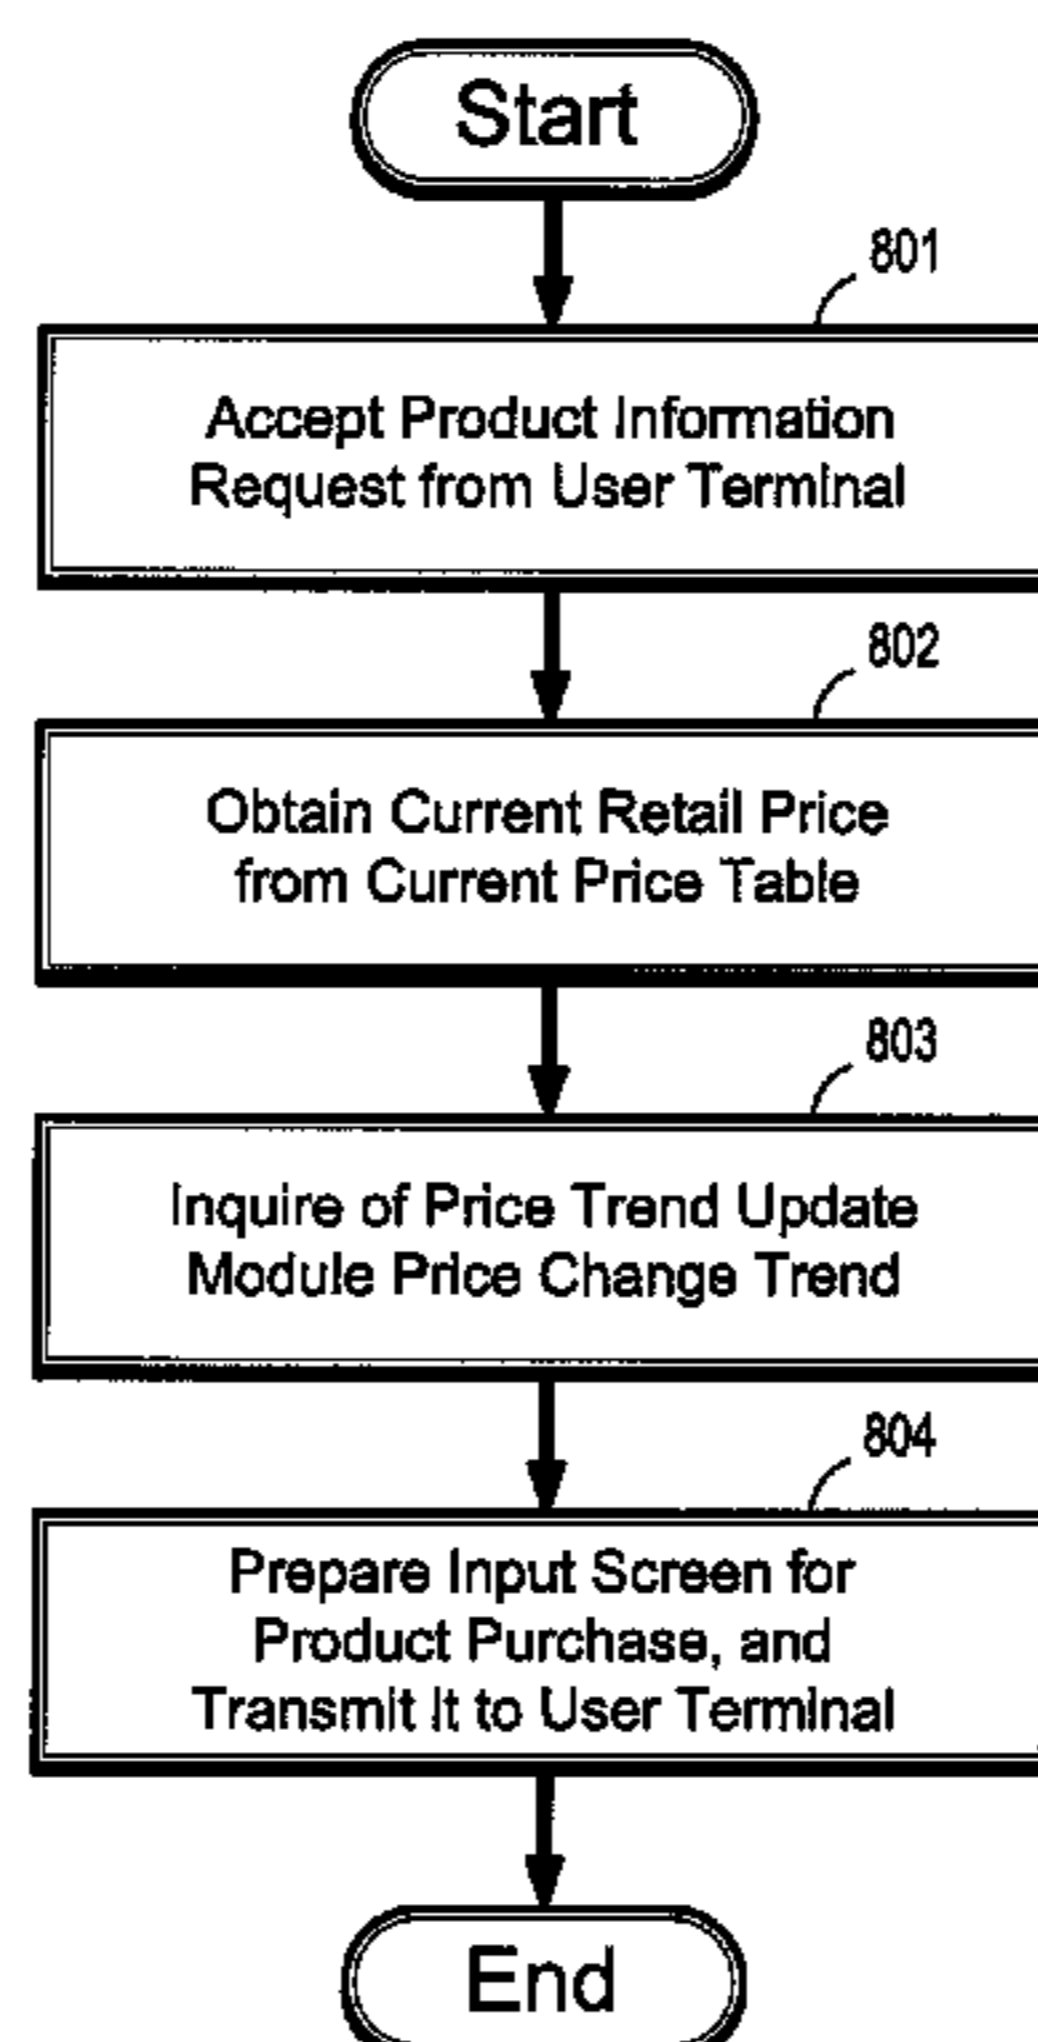 Start
801
Accept Product Information
Request from User Terminal
802
Obtain Current Retail Price
from Current Price Table
803
Inquire of Price Trend Update
Module Price Change Trend
804
Prepare Input Screen for
Product Purchase, and
Transmit It to User Terminal
End